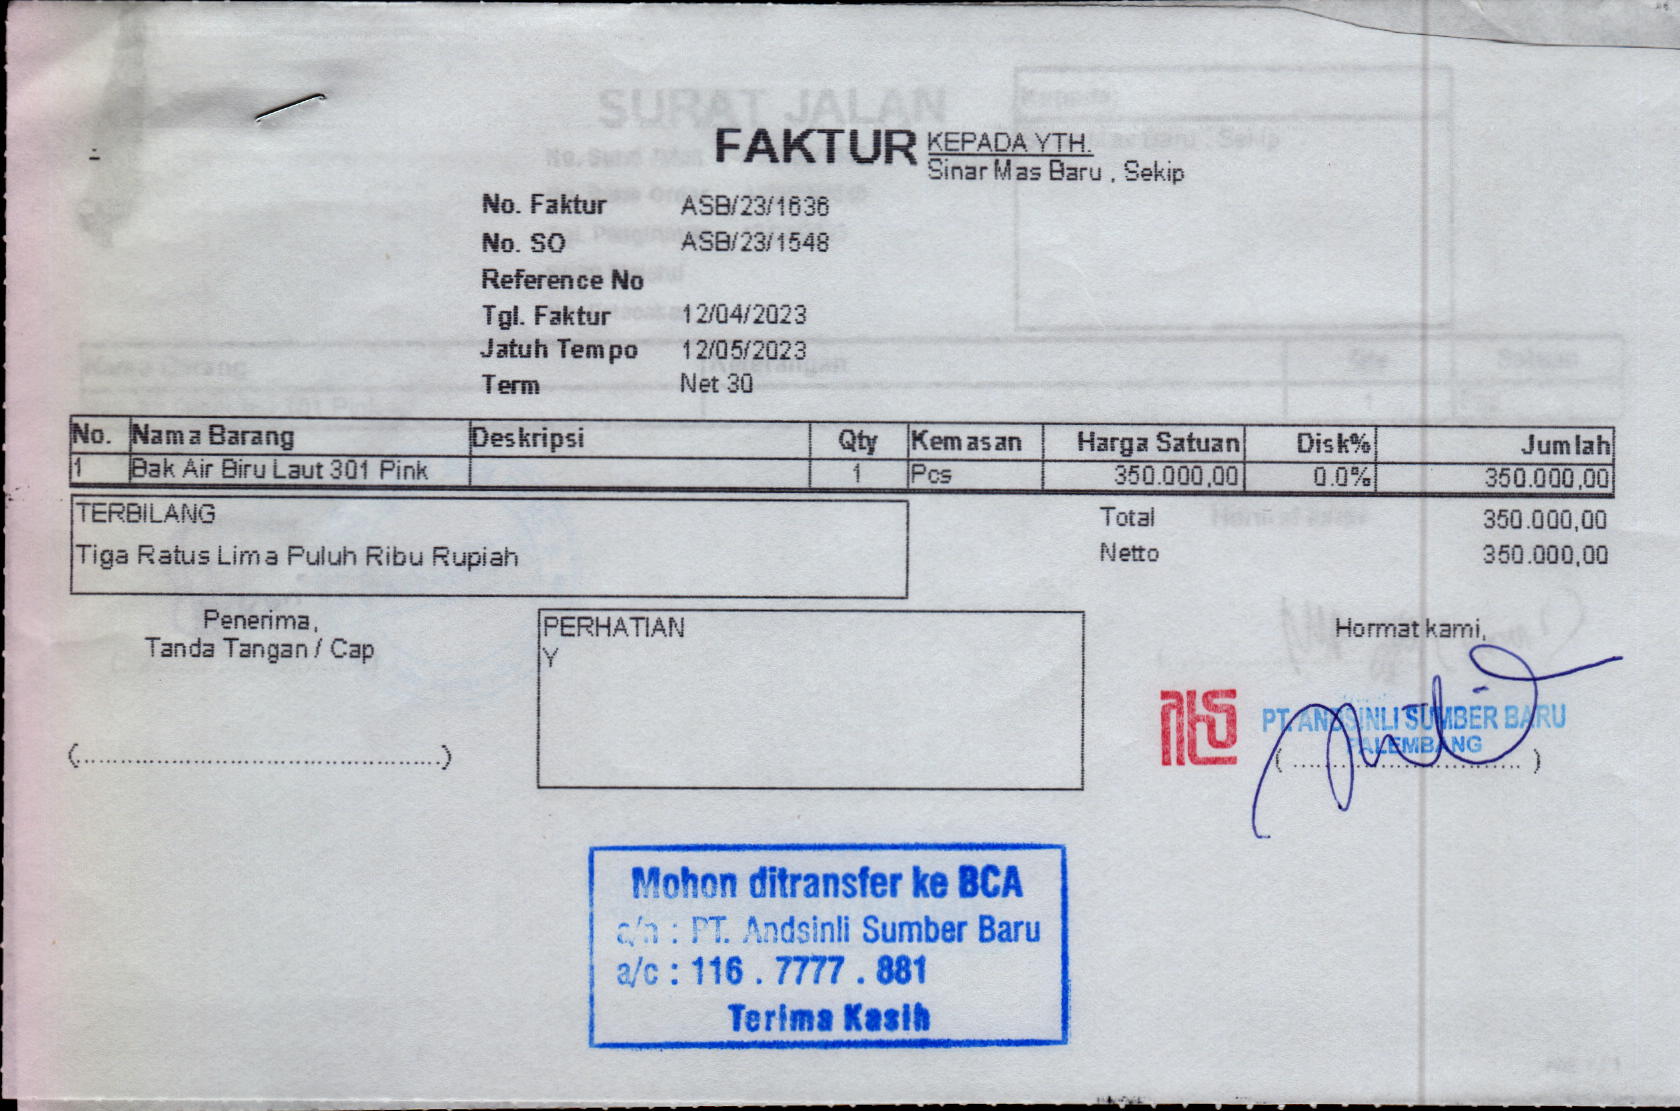 FAKTUR
KEPADA YTH.
Sinar Mas Baru , Sekip
No. Faktur ASB/23/1636
No. SO ASB/23/1548
Reference No
Tgl. Faktur 12/04/2023
Jatuh Tempo 12/05/2023
Term Net 30
No. Nama Barang Deskripsi Qty Kemasan Harga Satuan Disk% Jumlah
1 Bak Air Biru Laut 301 Pink 1 Pcs 350.000,00 0.0% 350.000,00
TERBILANG
Tiga Ratus Lima Puluh Ribu Rupiah
Total 350.000,00
Netto 350.000,00
Penerima,
Tanda Tangan / Cap
(................................................)
PERHATIAN
Y
Hormat kami,
PT. ANDSINLI SUMBER BARU
PALEMBANG
( .............................. )
Mohon ditransfer ke BCA
a/n : PT. Andsinli Sumber Baru
a/c : 116 . 7777 . 881
Terima Kasih
SURAT JALAN